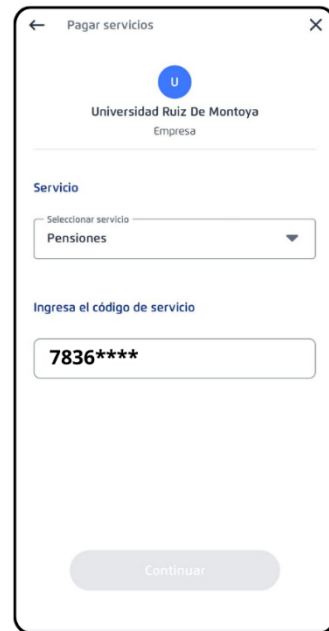 Pagar servicios
U
Universidad Ruiz De Montoya
Empresa
Servicio
Seleccionar servicio
Pensiones
Ingresa el código de servicio
7836****
Continuar